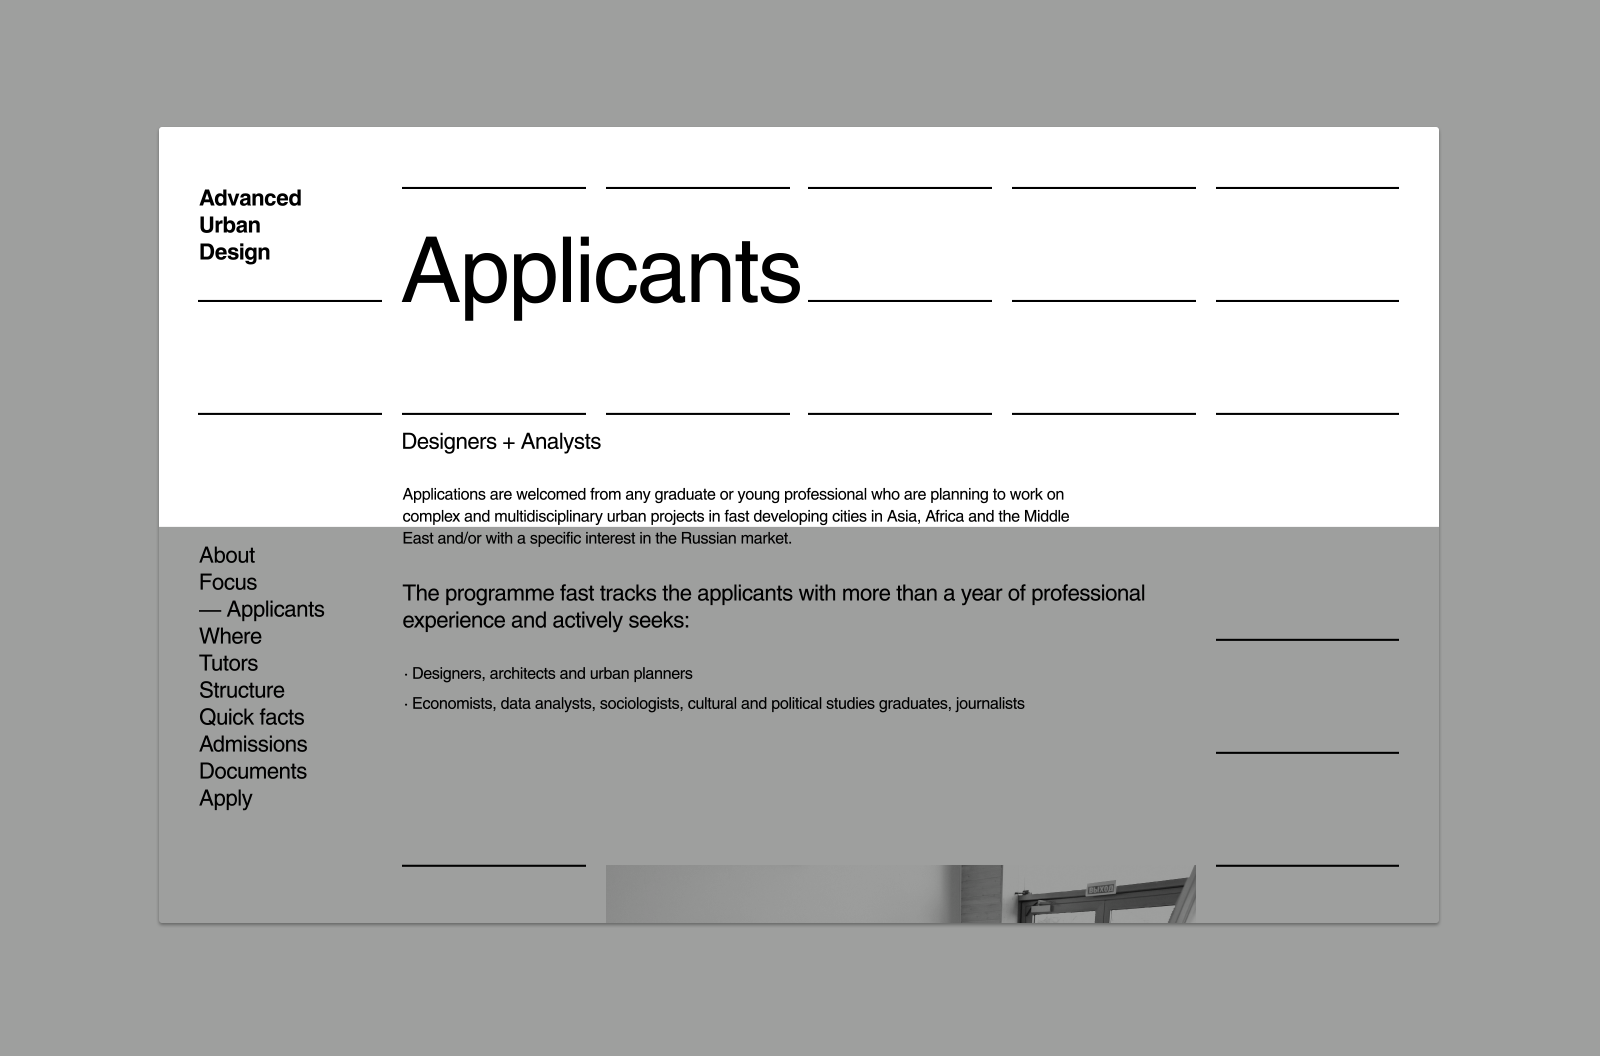 Advanced
Urban
Design
Applicants
Designers + Analysts
Applications are welcomed from any graduate or young professional who are planning to work on
complex and multidisciplinary urban projects in fast developing cities in Asia, Africa and the Middle
East and/or with a specific interest in the Russian market.
The programme fast tracks the applicants with more than a year of professional
experience and actively seeks:
· Designers, architects and urban planners
· Economists, data analysts, sociologists, cultural and political studies graduates, journalists
About
Focus
— Applicants
Where
Tutors
Structure
Quick facts
Admissions
Documents
Apply